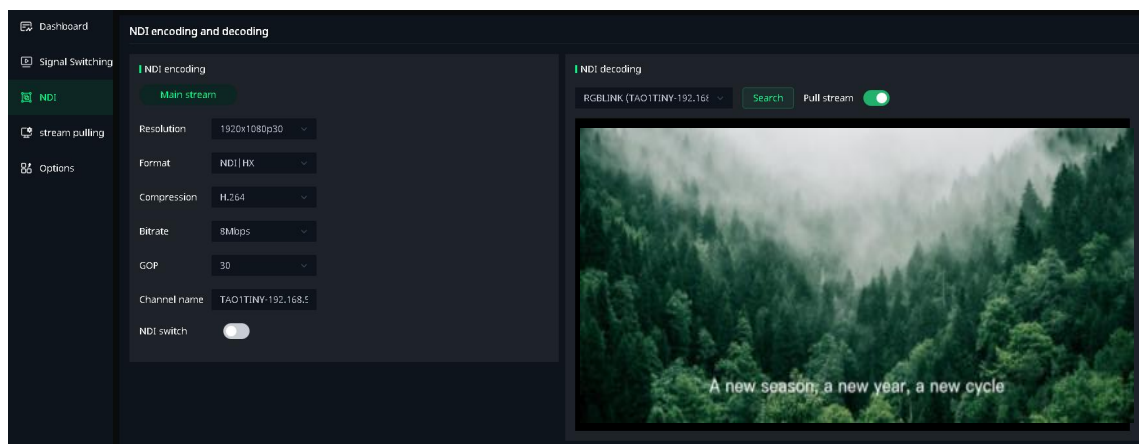 Dashboard
Signal Switching
NDI
stream pulling
Options
NDI encoding and decoding
NDI encoding
Main stream
Resolution 1920x1080p30
Format NDI|HX
Compression H.264
Bitrate 8Mbps
GOP 30
Channel name TAO1TINY-192.168.5
NDI switch
NDI decoding
RGBLINK (TAO1TINY-192.168 Search Pull stream
A new season, a new year, a new cycle